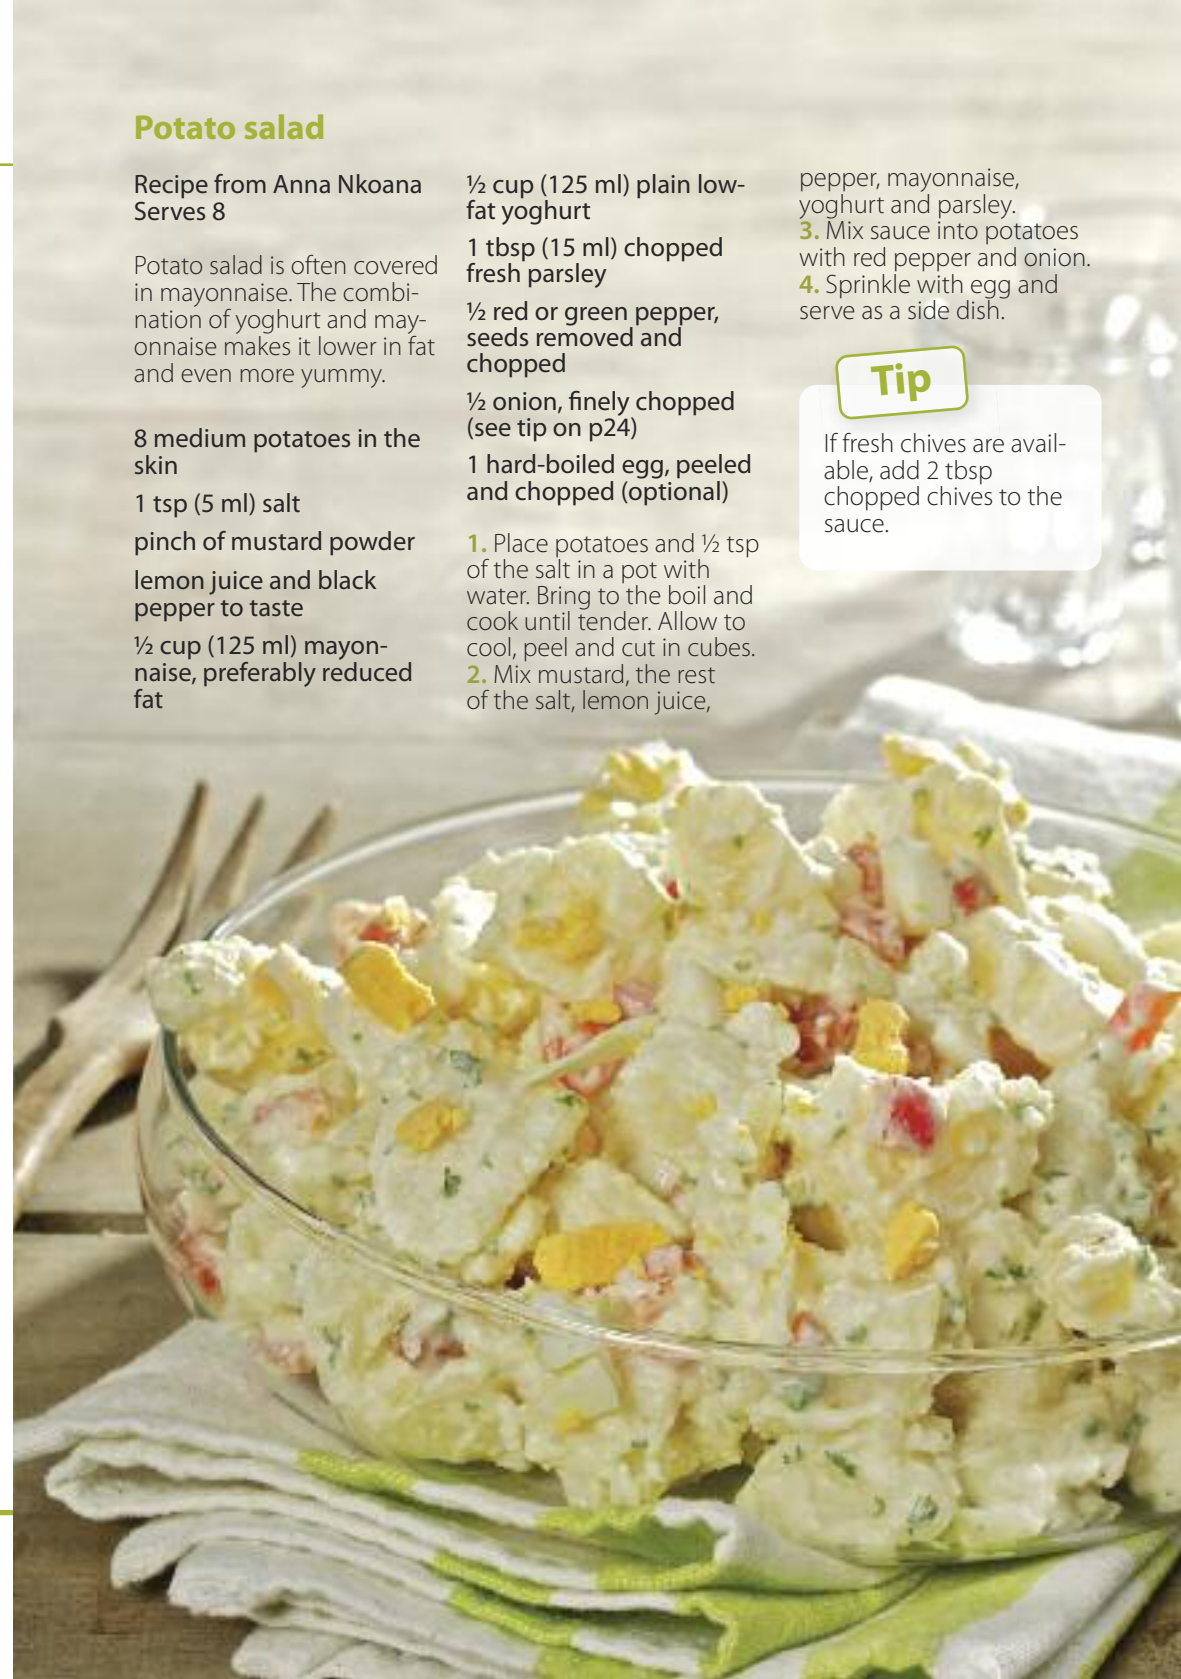 Potato salad
Recipe from Anna Nkoana
Serves 8
Potato salad is often covered
in mayonnaise. The combi-
nation of yoghurt and may-
onnaise makes it lower in fat
and even more yummy.
8 medium potatoes in the
skin
1 tsp (5 ml) salt
pinch of mustard powder
lemon juice and black
pepper to taste
½ cup (125 ml) mayon-
naise, preferably reduced
fat
½ cup (125 ml) plain low-
fat yoghurt
1 tbsp (15 ml) chopped
fresh parsley
½ red or green pepper,
seeds removed and
chopped
½ onion, finely chopped
(see tip on p24)
1 hard-boiled egg, peeled
and chopped (optional)
1. Place potatoes and ½ tsp
of the salt in a pot with
water. Bring to the boil and
cook until tender. Allow to
cool, peel and cut in cubes.
2. Mix mustard, the rest
of the salt, lemon juice,
pepper, mayonnaise,
yoghurt and parsley.
3. Mix sauce into potatoes
with red pepper and onion.
4. Sprinkle with egg and
serve as a side dish.
Tip
If fresh chives are avail-
able, add 2 tbsp
chopped chives to the
sauce.